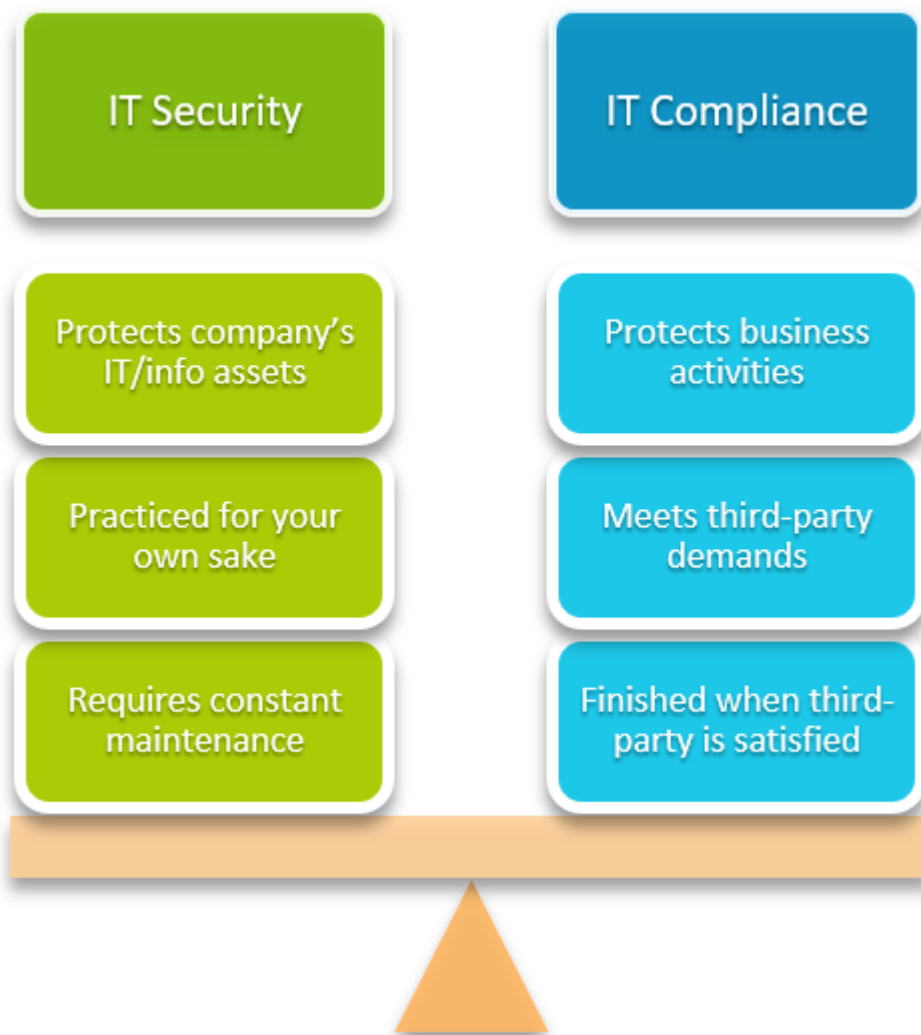 IT Security
IT Compliance
Protects company’s
IT/info assets
Protects business
activities
Practiced for your
own sake
Meets third-party
demands
Requires constant
maintenance
Finished when third-
party is satisfied